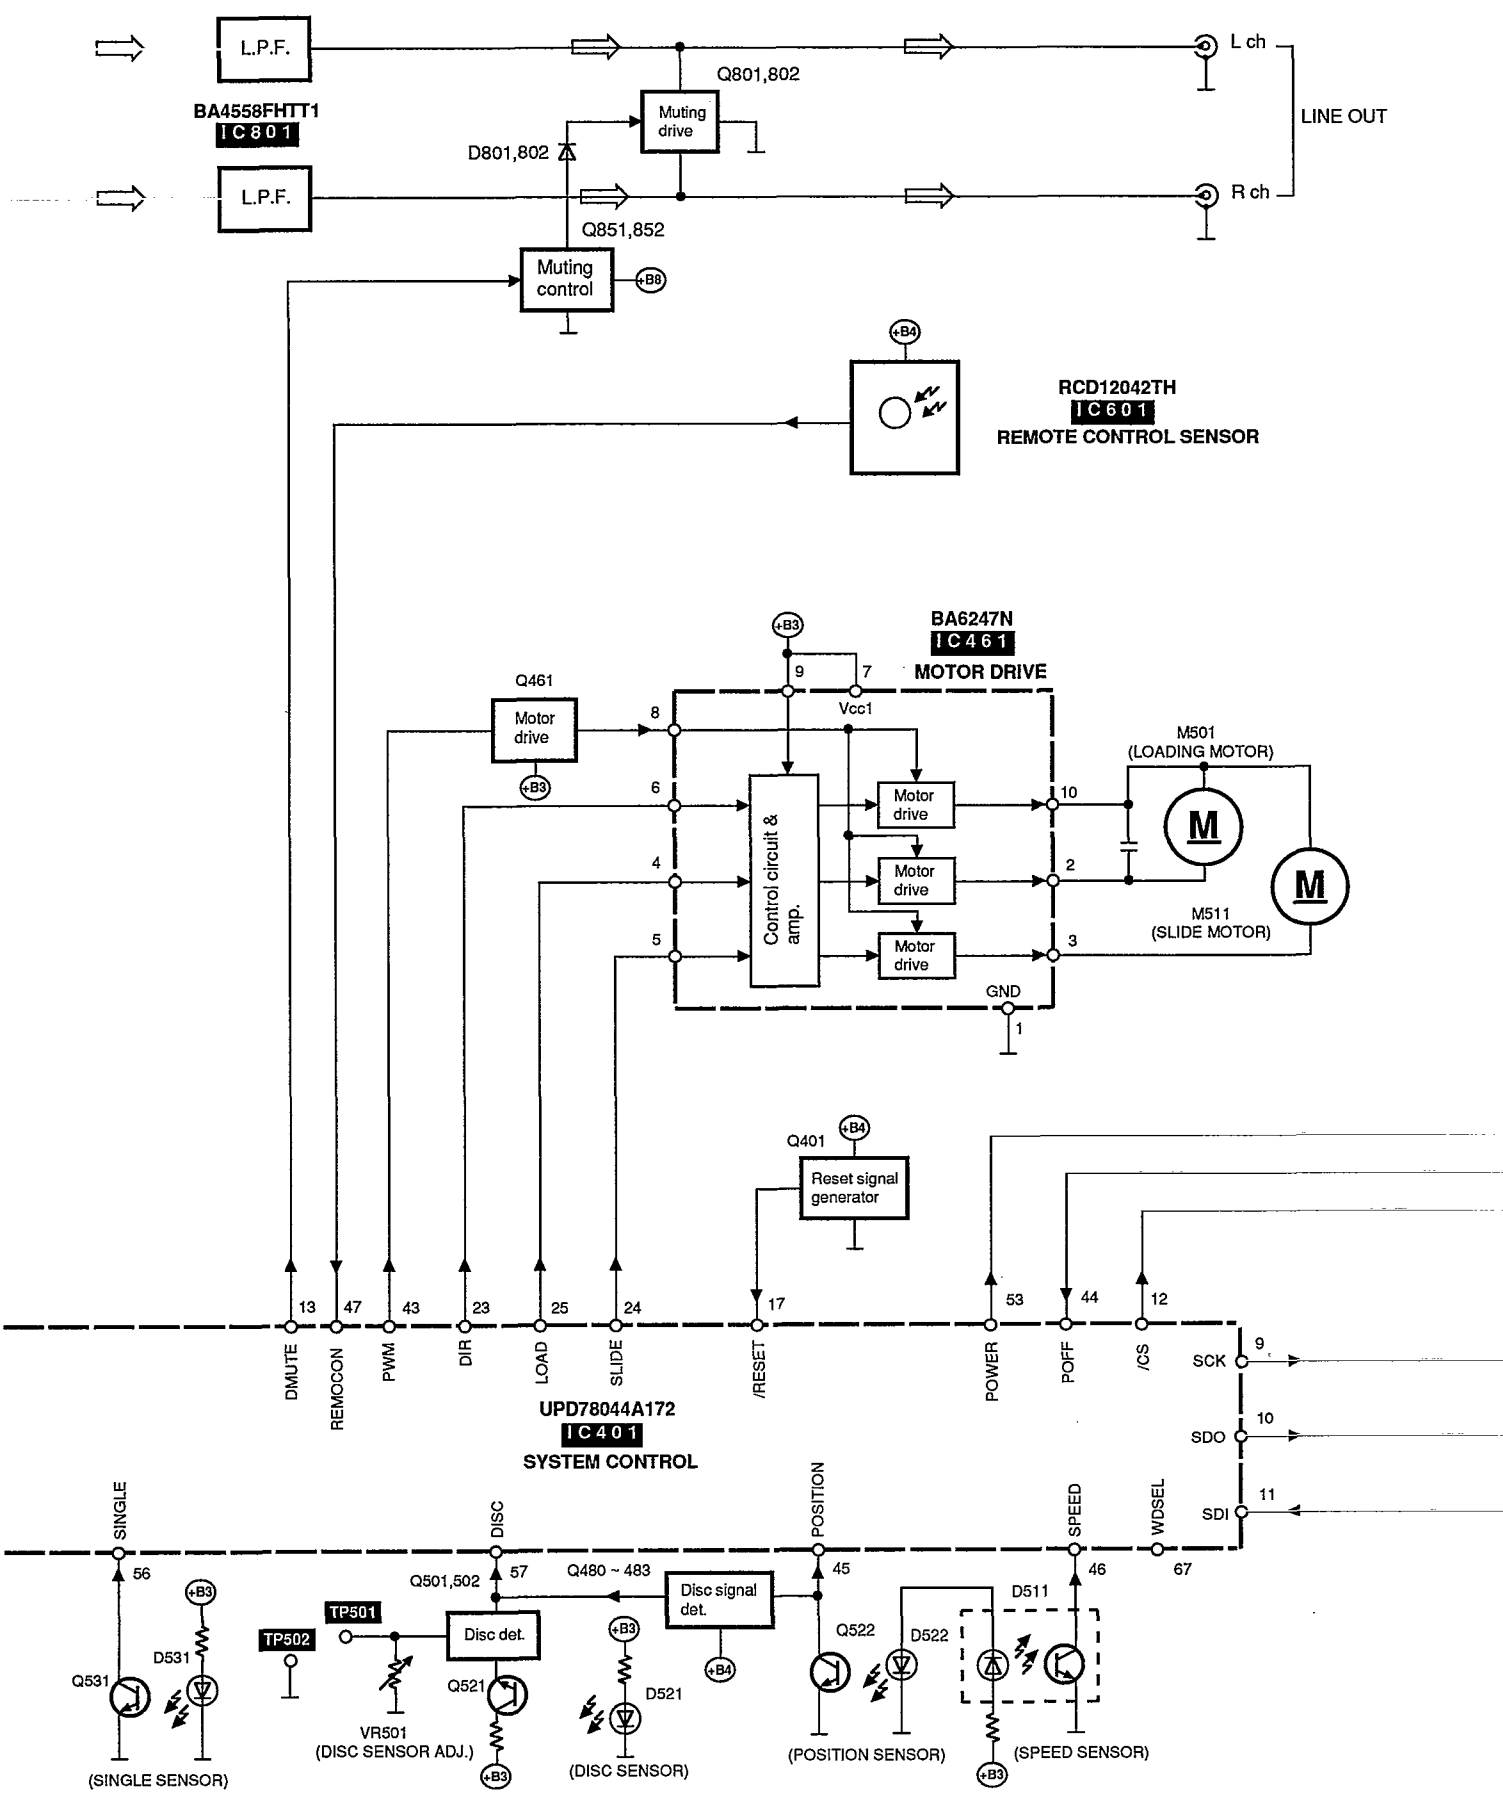 L.P.F.
L ch
Q801,802
BA4558FHTT1
IC801
Muting
drive
LINE OUT
D801,802
L.P.F.
R ch
Q851,852
Muting
control
+B8
+B4
RCD12042TH
IC601
REMOTE CONTROL SENSOR
BA6247N
+B3
IC461
MOTOR DRIVE
9
7
Q461
Vcc1
Motor
drive
8
+B3
M501
(LOADING MOTOR)
6
Motor
drive
10
M
Control circuit &
amp.
4
Motor
drive
2
M
M511
(SLIDE MOTOR)
5
Motor
drive
3
GND
1
+B4
Q401
Reset signal
generator
13
47
43
23
25
24
17
53
44
12
DMUTE
REMOCON
PWM
DIR
LOAD
SLIDE
/RESET
POWER
POFF
/CS
9
SCK
UPD78044A172
IC401
SYSTEM CONTROL
10
SDO
11
SDI
SINGLE
DISC
POSITION
SPEED
WDSEL
56
57
45
46
67
Q480 ~ 483
Q501,502
Disc signal
det.
D511
+B3
TP501
TP502
Disc det.
+B3
Q522
D522
D531
Q531
Q521
+B4
D521
VR501
(DISC SENSOR ADJ.)
(POSITION SENSOR)
(SPEED SENSOR)
(SINGLE SENSOR)
+B3
(DISC SENSOR)
+B3